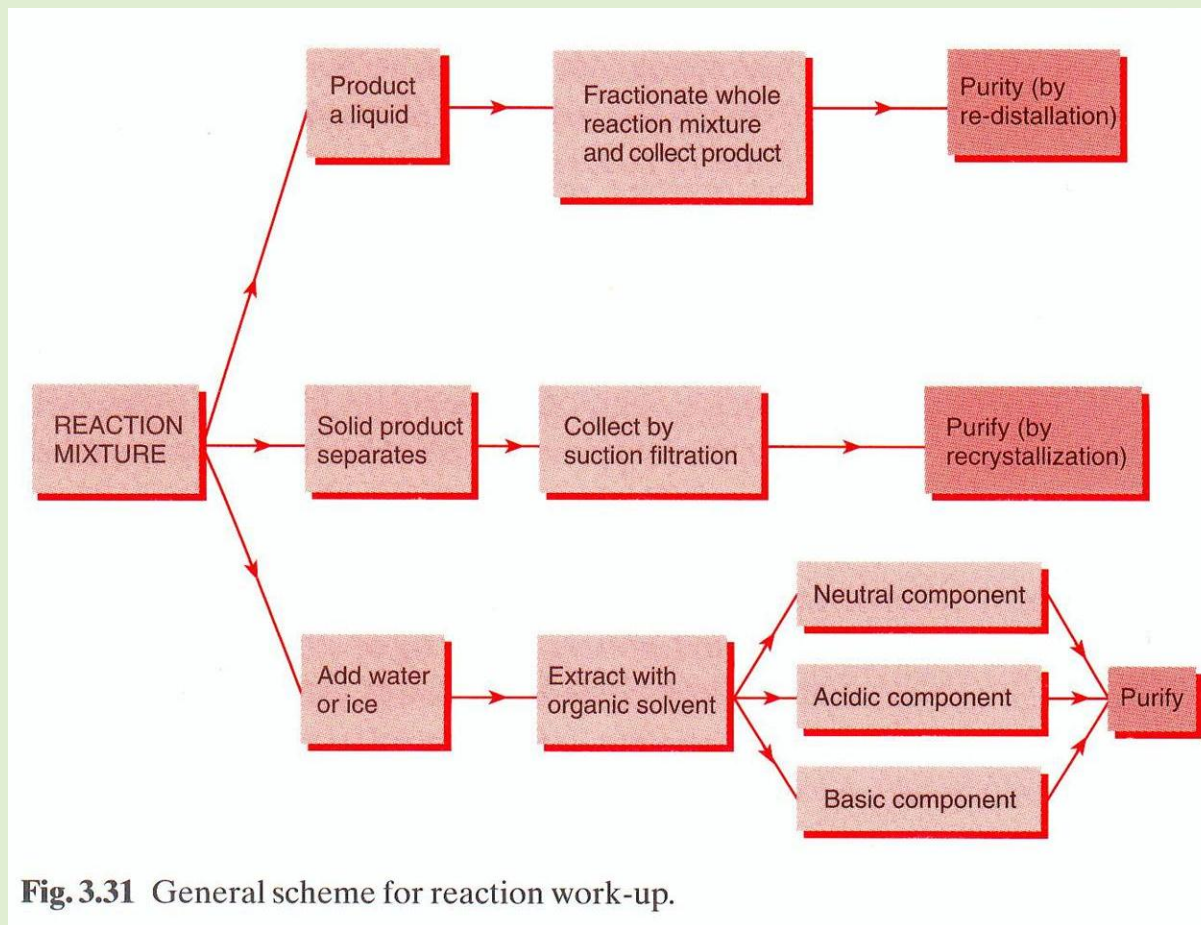 Product
a liquid
Fractionate whole
reaction mixture
and collect product
Purity (by
re-distallation)
REACTION
MIXTURE
Solid product
separates
Collect by
suction filtration
Purify (by
recrystallization)
Add water
or ice
Extract with
organic solvent
Neutral component
Acidic component
Basic component
Purify
Fig. 3.31 General scheme for reaction work-up.